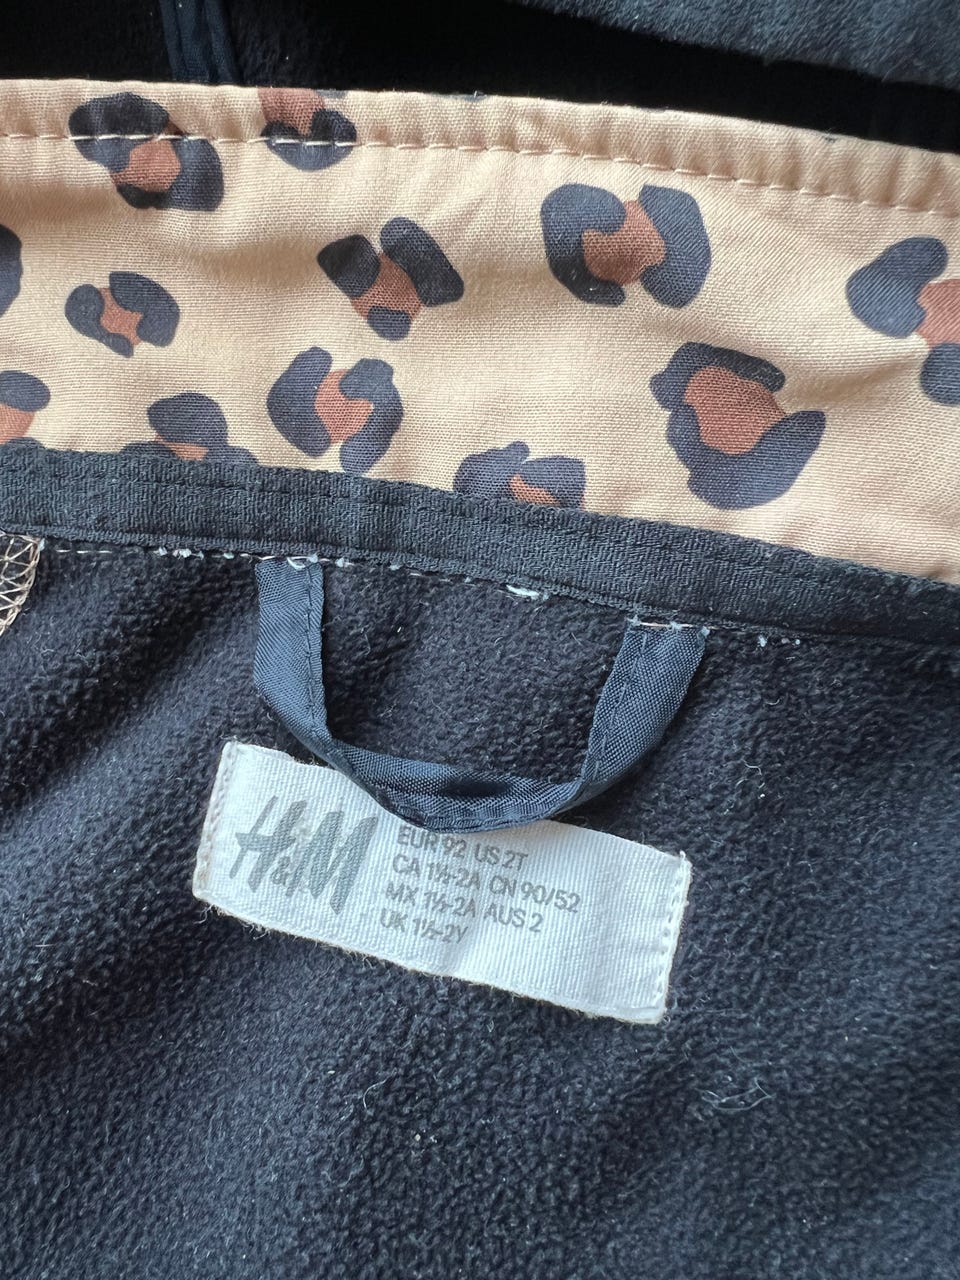 H&M
EUR 92 US 2T
CA 1½-2A CN 90/52
MX 1½-2A AUS 2
UK 1½-2Y